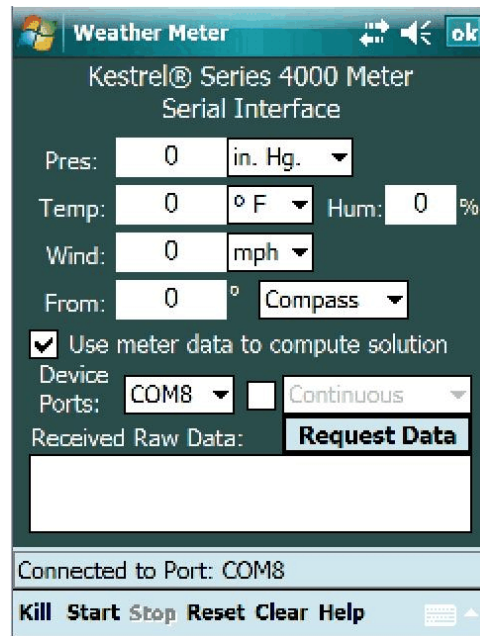 Weather Meter ok
Kestrel® Series 4000 Meter
Serial Interface
Pres: 0 in. Hg.
Temp: 0 º F Hum: 0 %
Wind: 0 mph
From: 0 º Compass
Use meter data to compute solution
Device
Ports: COM8 Continuous
Received Raw Data: Request Data
Connected to Port: COM8
Kill Start Stop Reset Clear Help